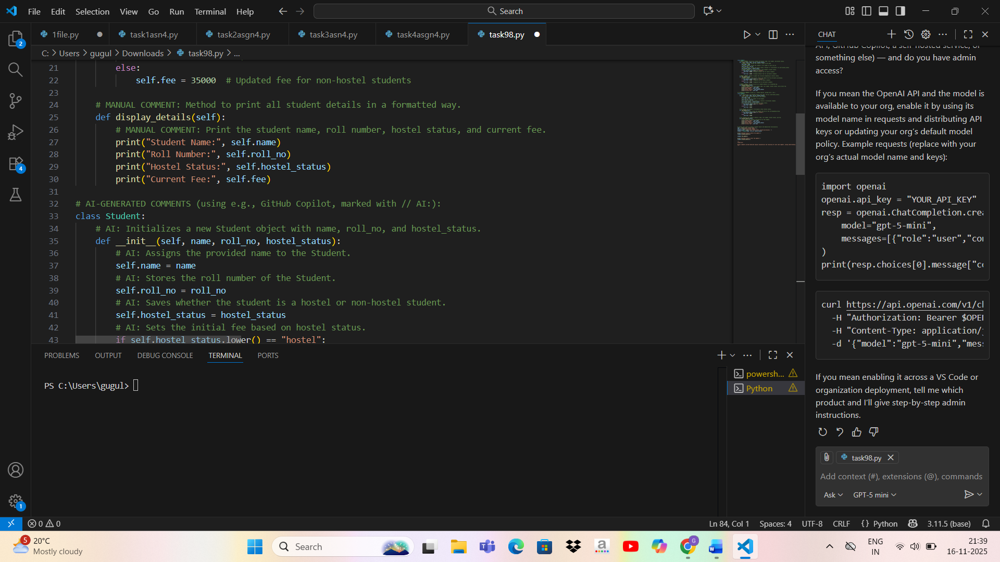 File Edit Selection View Go Run Terminal Help
Search
1file.py
task1asn4.py
task2asgn4.py
task3asn4.py
task4asgn4.py
task98.py
C: > Users > gugul > Downloads > task98.py > ...
21 else:
22 self.fee = 35000 # Updated fee for non-hostel students
23
24 # MANUAL COMMENT: Method to print all student details in a formatted way.
25 def display_details(self):
26 # MANUAL COMMENT: Print the student name, roll number, hostel status, and current fee.
27 print("Student Name:", self.name)
28 print("Roll Number:", self.roll_no)
29 print("Hostel Status:", self.hostel_status)
30 print("Current Fee:", self.fee)
31
32 # AI-GENERATED COMMENTS (using e.g., GitHub Copilot, marked with // AI:):
33 class Student:
34 # AI: Initializes a new Student object with name, roll_no, and hostel_status.
35 def __init__(self, name, roll_no, hostel_status):
36 # AI: Assigns the provided name to the Student.
37 self.name = name
38 # AI: Stores the roll number of the Student.
39 self.roll_no = roll_no
40 # AI: Saves whether the student is a hostel or non-hostel student.
41 self.hostel_status = hostel_status
42 # AI: Sets the initial fee based on hostel status.
43 if self.hostel_status.lower() == "hostel":
PROBLEMS OUTPUT DEBUG CONSOLE TERMINAL PORTS
PS C:\Users\gugul>
powersh...
Python
CHAT
API, GitHub Copilot, a self-hosted service, or
something else) — and do you have admin
access?
If you mean the OpenAI API and the model is
available to your org, enable it by using its
model name in requests and distributing API
keys or updating your org’s default model
policy. Example requests (replace with your
org’s actual model name and keys):
import openai
openai.api_key = "YOUR_API_KEY"
resp = openai.ChatCompletion.crea
model="gpt-5-mini",
messages=[{"role":"user","con
)
print(resp.choices[0].message["co
curl https://api.openai.com/v1/ch
-H "Authorization: Bearer $OPEN
-H "Content-Type: application/j
-d '{"model":"gpt-5-mini","mess
If you mean enabling it across a VS Code or
organization deployment, tell me which
product and I’ll give step-by-step admin
instructions.
task98.py
Add context (#), extensions (@), commands
Ask GPT-5 mini
2
4
1
0 0
Ln 84, Col 1 Spaces: 4 UTF-8 CRLF {} Python 3.11.5 (base)
5
20°C
Mostly cloudy
Search
ENG
IN
21:39
16-11-2025